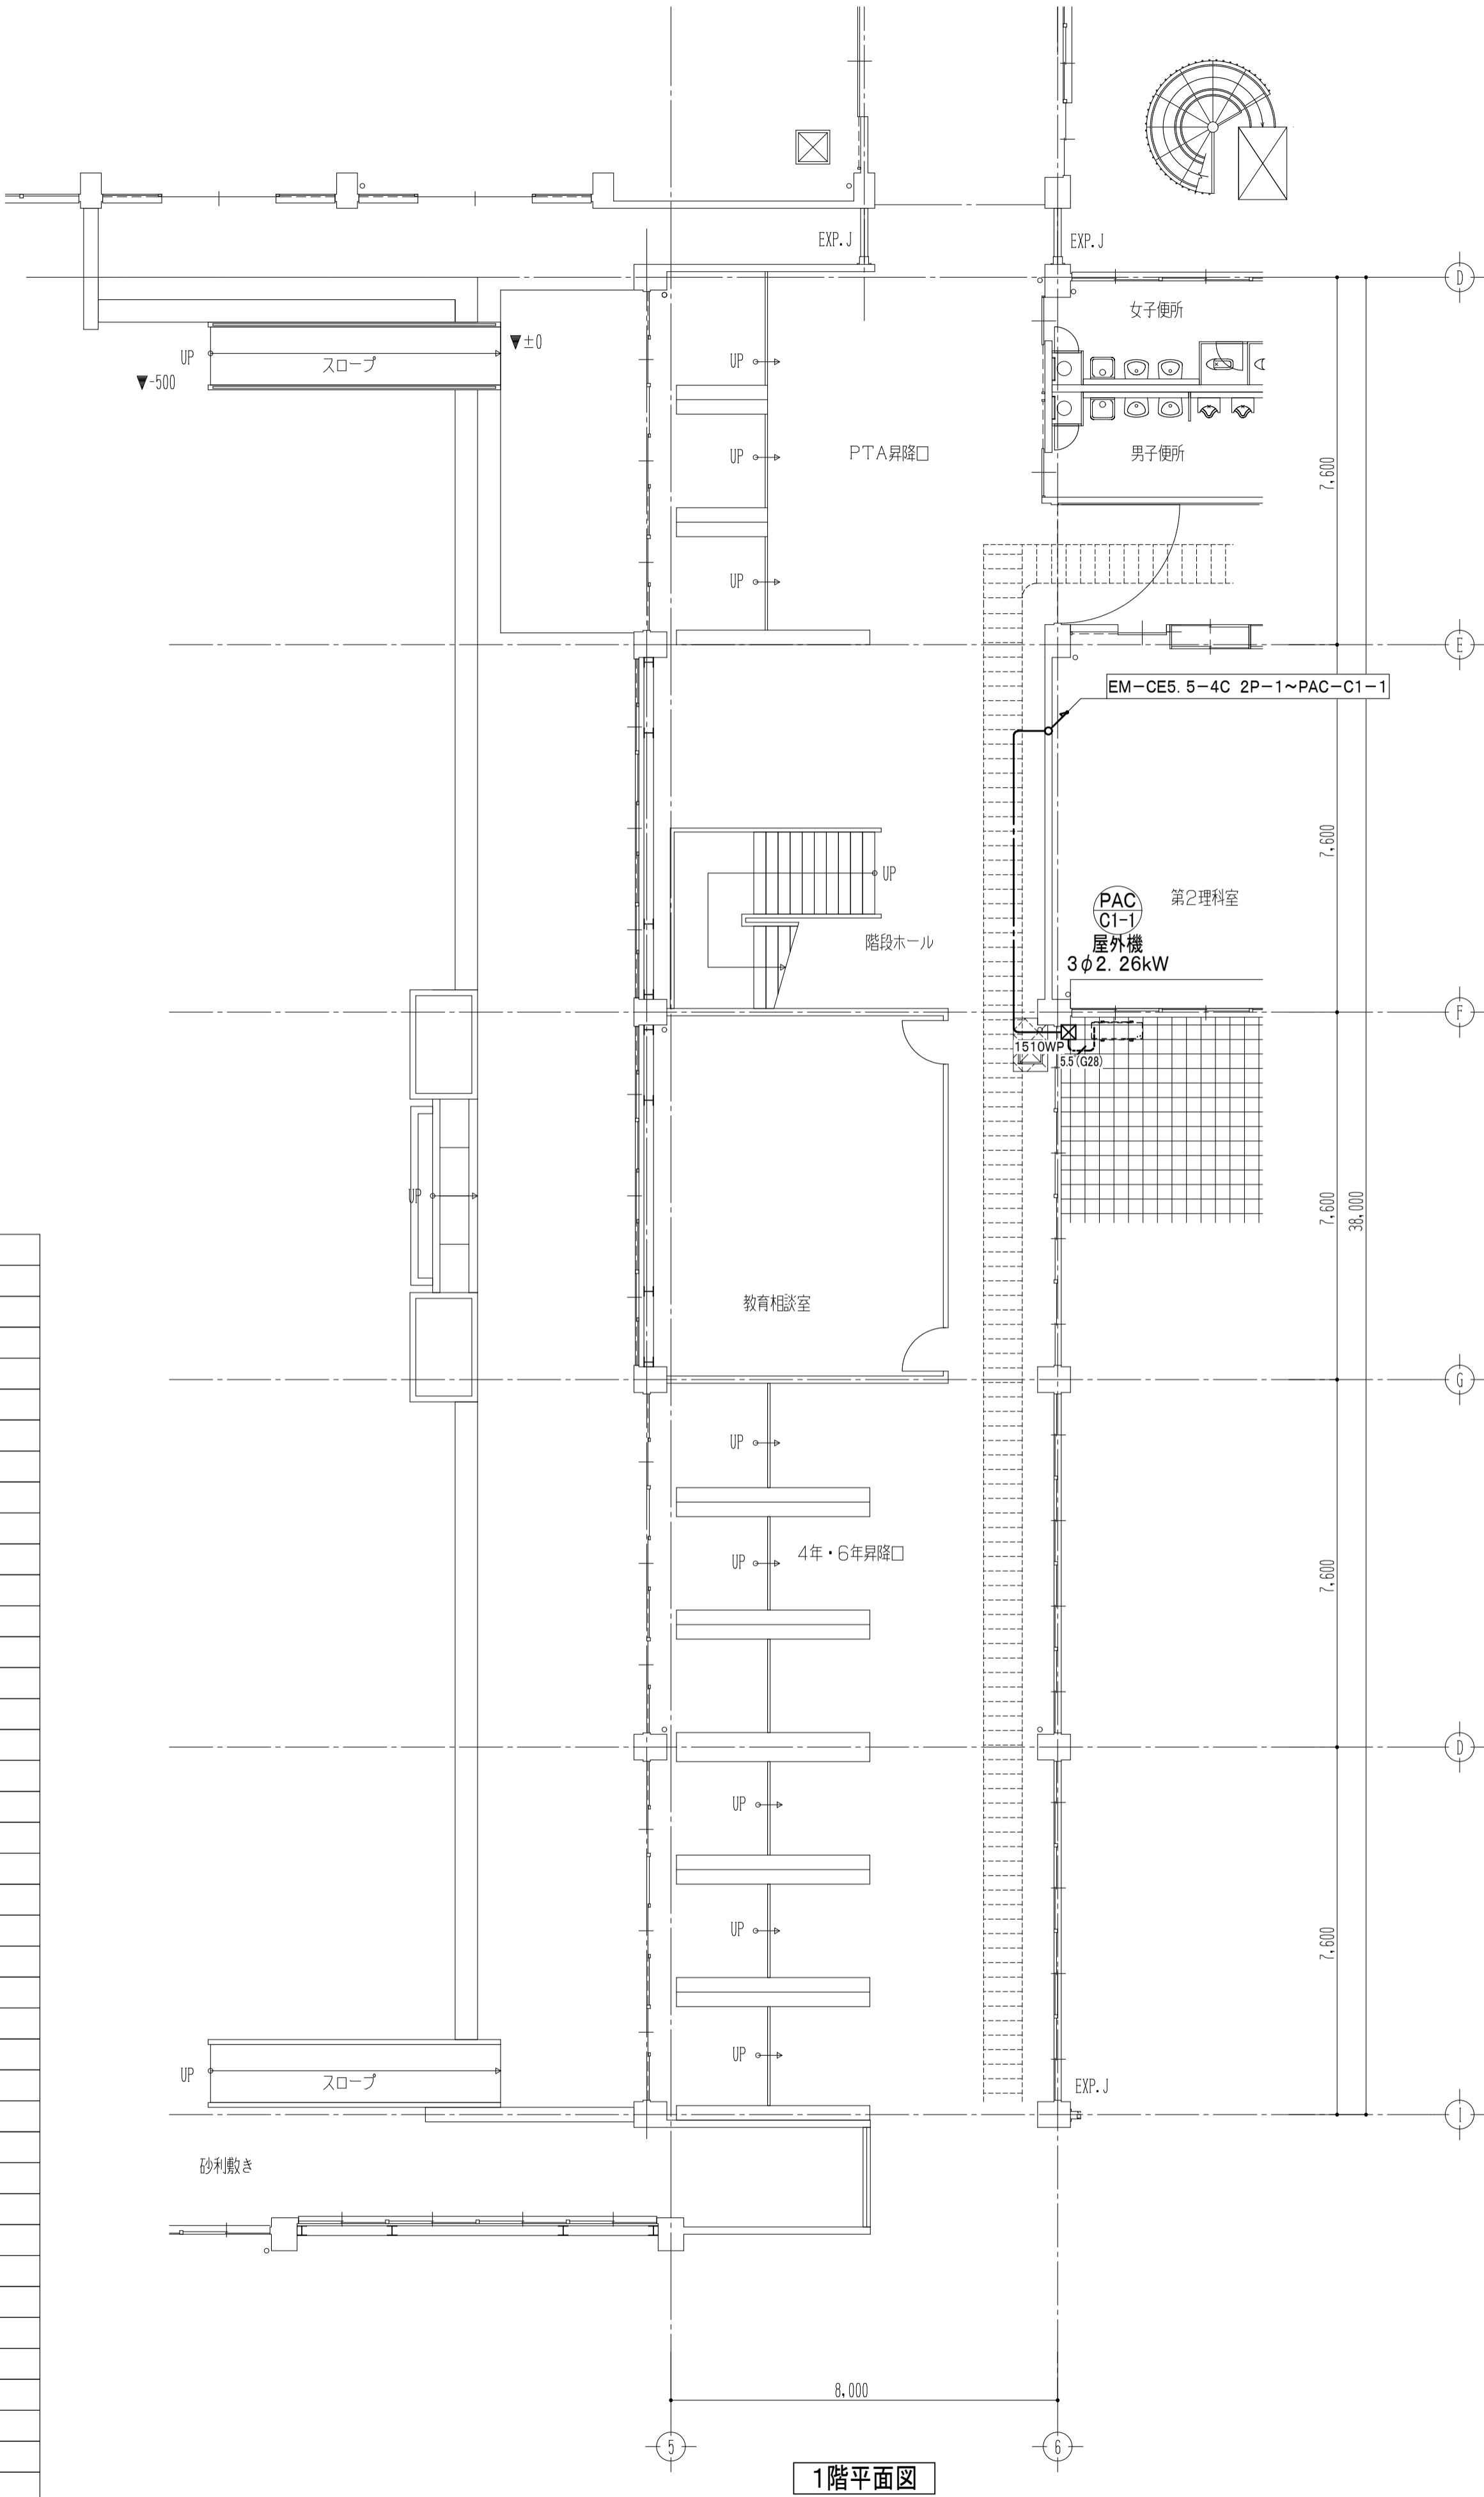 EXP.J
EXP.J
D
女子便所
UP
スロープ
▼±0
▼-500
UP
UP
PTA昇降口
男子便所
7,600
UP
E
EM-CE5.5-4C 2P-1~PAC-C1-1
7,600
UP
PAC
C1-1
第2理科室
階段ホール
屋外機
3φ2.26kW
F
1510WP
5.5(G28)
UP
7,600
38,000
教育相談室
G
UP
UP
4年・6年昇降口
7,600
D
UP
UP
7,600
UP
UP
スロープ
EXP.J
I
砂利敷き
8,000
5
6
1階平面図